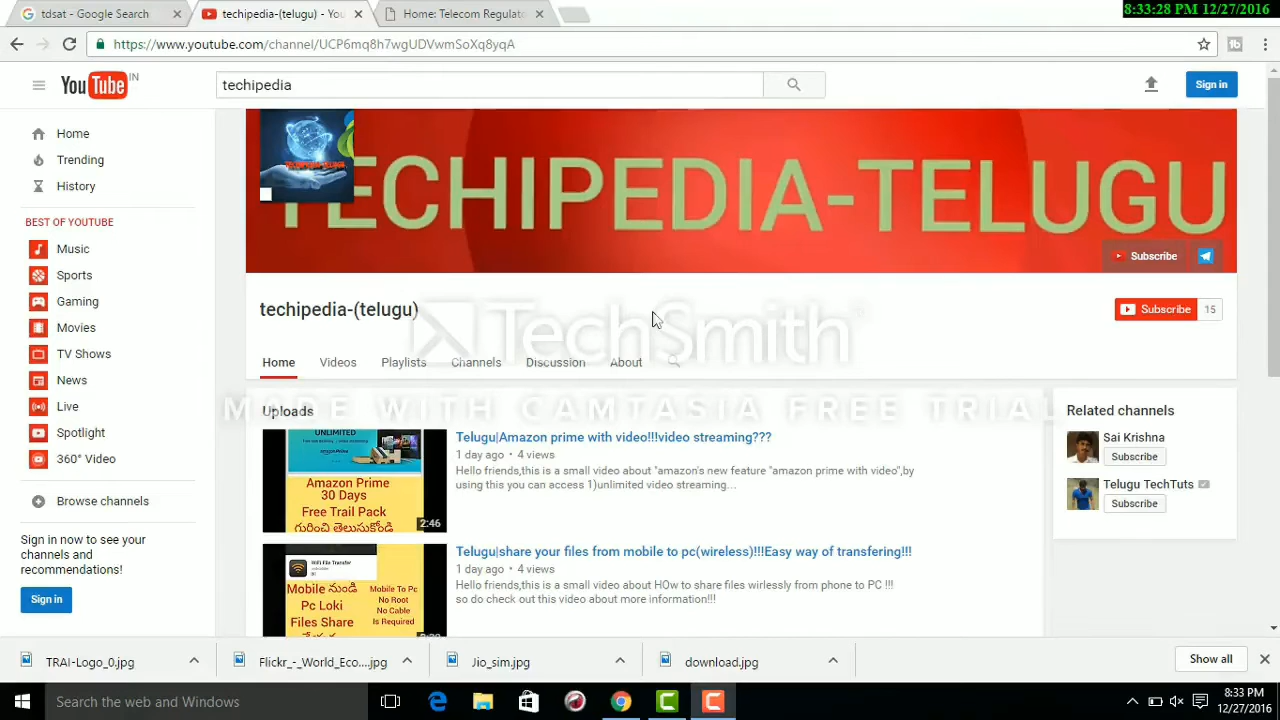 8:33:28 PM 12/27/2016
tdsat - Google Search
techipedia-(telugu) - You
Home:Telecom Regulat
https://www.youtube.com/channel/UCP6mq8h7wgUDVwmSoXq8yqA
YouTube IN
techipedia
Sign in
Home
Trending
History
BEST OF YOUTUBE
Music
Sports
Gaming
Movies
TV Shows
News
Live
Spotlight
360° Video
Browse channels
Sign in now to see your
channels and
recommendations!
Sign in
TECHIPEDIA-TELUGU
Subscribe
techipedia-(telugu)
Subscribe 15
TechSmith
Home Videos Playlists Channels Discussion About
MADE WITH CAMTASIA FREE TRIAL
Uploads
UNLIMITED
Amazon Prime
30 Days
Free Trail Pack
గురించి తెలుసుకోండి
2:46
Telugu|Amazon prime with video!!!video streaming???
1 day ago • 4 views
Hello friends,this is a small video about "amazon's new feature "amazon prime with video",by
using this you can access 1)unlimited video streaming...
WiFi File Transfer
Mobile నుండి
Pc Loki
Files Share
Mobile To Pc
No Root
No Cable
Is Required
Telugu|share your files from mobile to pc(wireless)!!!Easy way of transfering!!!
1 day ago • 4 views
Hello friends,this is a small video about HOw to share files wirlessly from phone to PC !!!
so do check out this video about more information!!!
Related channels
Sai Krishna
Subscribe
Telugu TechTuts
Subscribe
TRAI-Logo_0.jpg
Flickr_-_World_Eco....jpg
Jio_sim.jpg
download.jpg
Show all
Search the web and Windows
8:33 PM
12/27/2016